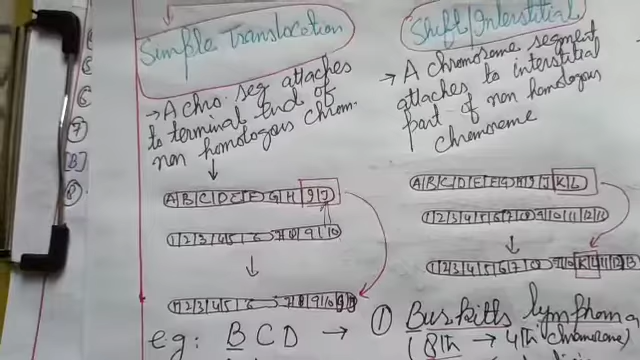 Simple Translocation
→ A chro. seg attaches
to terminal end of
non homologous chrom.
A|B|C|D|E|F G|H|I|J
1|2|3|4|5|6 7|8|9|10
1|2|3|4|5|6 7|8|9|10
eg: B C D →
Shift/Interstitial
→ A chromosome segment
attaches to interstitial
part of non homologous
chromosome
A|B|C|D|E|F|G|H|I|J|K|L
1|2|3|4|5|6|7|8|9|10|11|12
① Burkitts lymphoma
(8th → 4th chromosome)
⑦
[B]
⑧